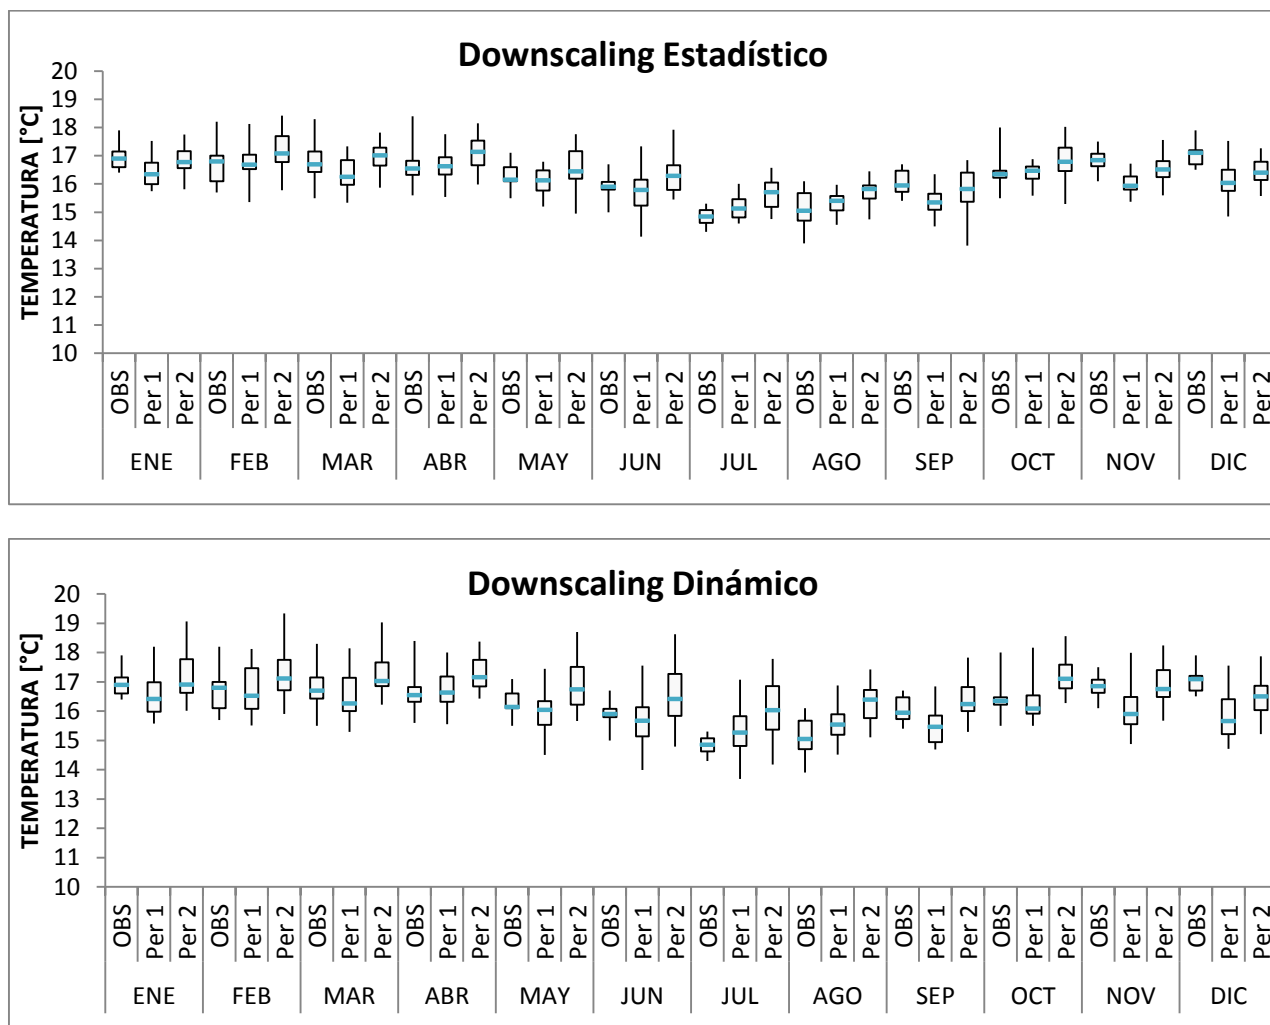 Downscaling Estadístico
TEMPERATURA [°C]
20
19
18
17
16
15
14
13
12
11
10
OBS Per 1 Per 2 OBS Per 1 Per 2 OBS Per 1 Per 2 OBS Per 1 Per 2 OBS Per 1 Per 2 OBS Per 1 Per 2 OBS Per 1 Per 2 OBS Per 1 Per 2 OBS Per 1 Per 2 OBS Per 1 Per 2 OBS Per 1 Per 2 OBS Per 1 Per 2
ENE FEB MAR ABR MAY JUN JUL AGO SEP OCT NOV DIC
Downscaling Dinámico
TEMPERATURA [°C]
20
19
18
17
16
15
14
13
12
11
10
OBS Per 1 Per 2 OBS Per 1 Per 2 OBS Per 1 Per 2 OBS Per 1 Per 2 OBS Per 1 Per 2 OBS Per 1 Per 2 OBS Per 1 Per 2 OBS Per 1 Per 2 OBS Per 1 Per 2 OBS Per 1 Per 2 OBS Per 1 Per 2 OBS Per 1 Per 2
ENE FEB MAR ABR MAY JUN JUL AGO SEP OCT NOV DIC